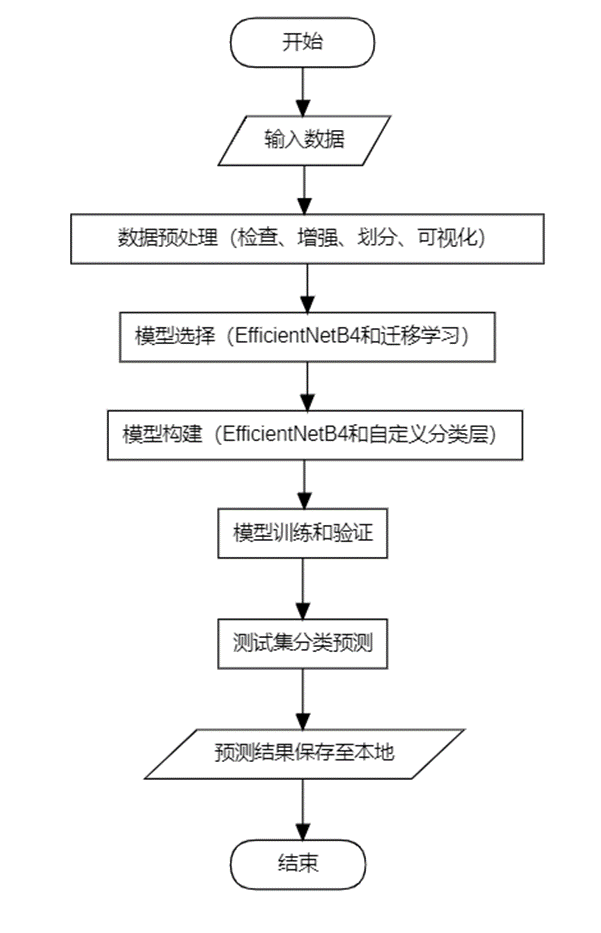 开始
输入数据
数据预处理（检查、增强、划分、可视化）
模型选择（EfficientNetB4和迁移学习）
模型构建（EfficientNetB4和自定义分类层）
模型训练和验证
测试集分类预测
预测结果保存至本地
结束